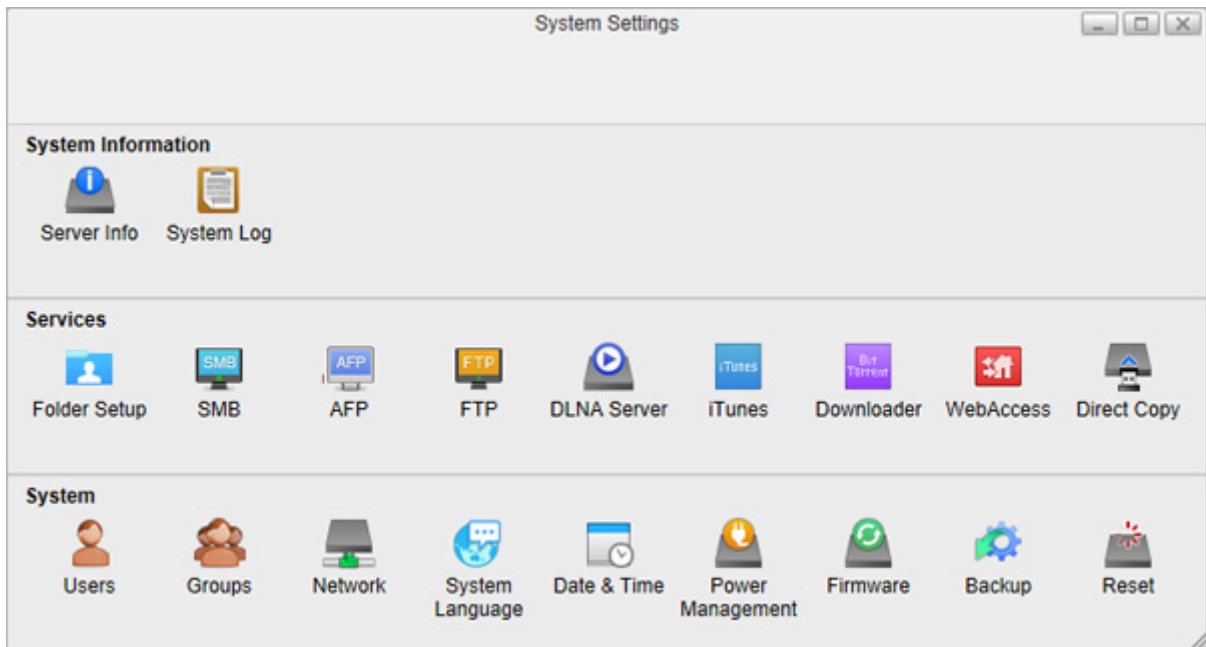 System Settings
System Information
Server Info
System Log
Services
SMB
AFP
FTP
iTunes
Bit
Torrent
Folder Setup
SMB
AFP
FTP
DLNA Server
iTunes
Downloader
WebAccess
Direct Copy
System
Users
Groups
Network
System
Language
Date & Time
Power
Management
Firmware
Backup
Reset